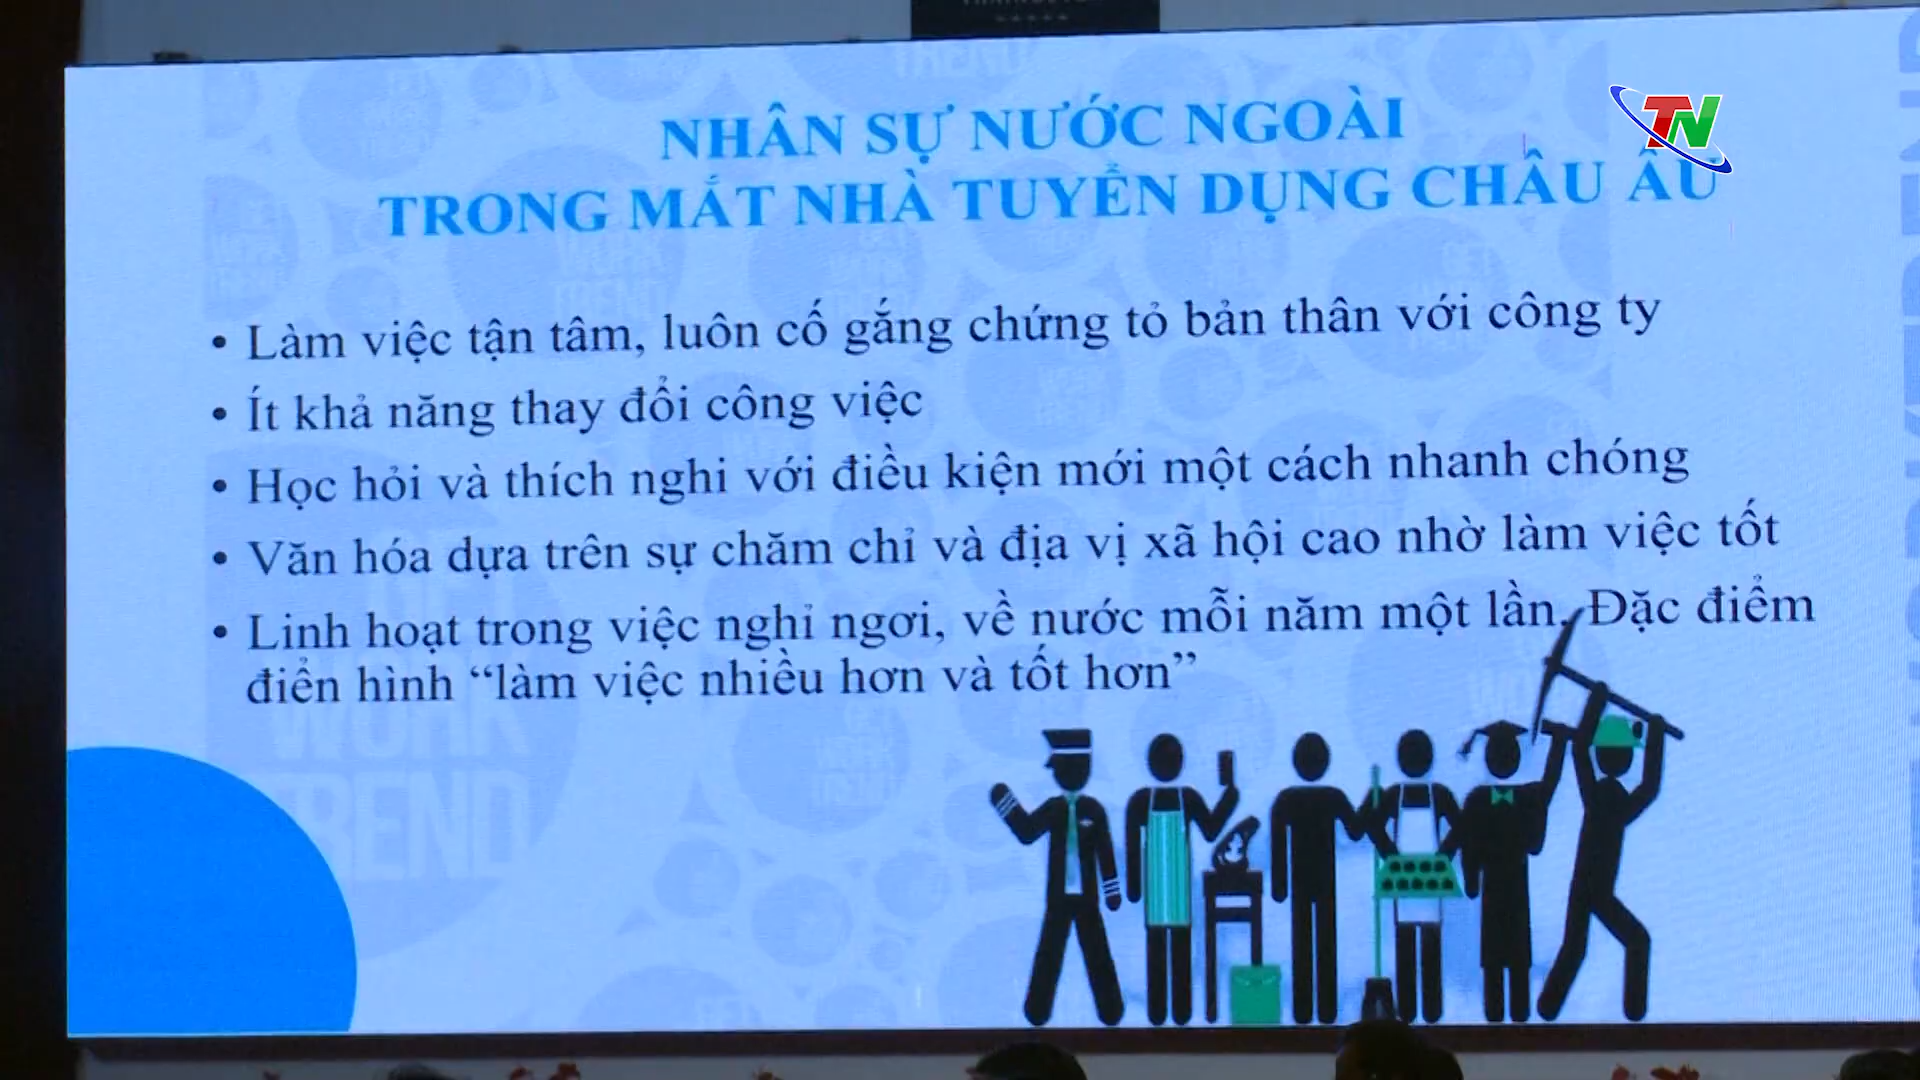 NHÂN SỰ NƯỚC NGOÀI
TN
TRONG MẮT NHÀ TUYỂN DỤNG CHÂU ÂU
• Làm việc tận tâm, luôn cố gắng chứng tỏ bản thân với công ty
• Ít khả năng thay đổi công việc
• Học hỏi và thích nghi với điều kiện mới một cách nhanh chóng
• Văn hóa dựa trên sự chăm chỉ và địa vị xã hội cao nhờ làm việc tốt
• Linh hoạt trong việc nghỉ ngơi, về nước mỗi năm một lần. Đặc điểm
điển hình “làm việc nhiều hơn và tốt hơn”
GET
WORK
TREND